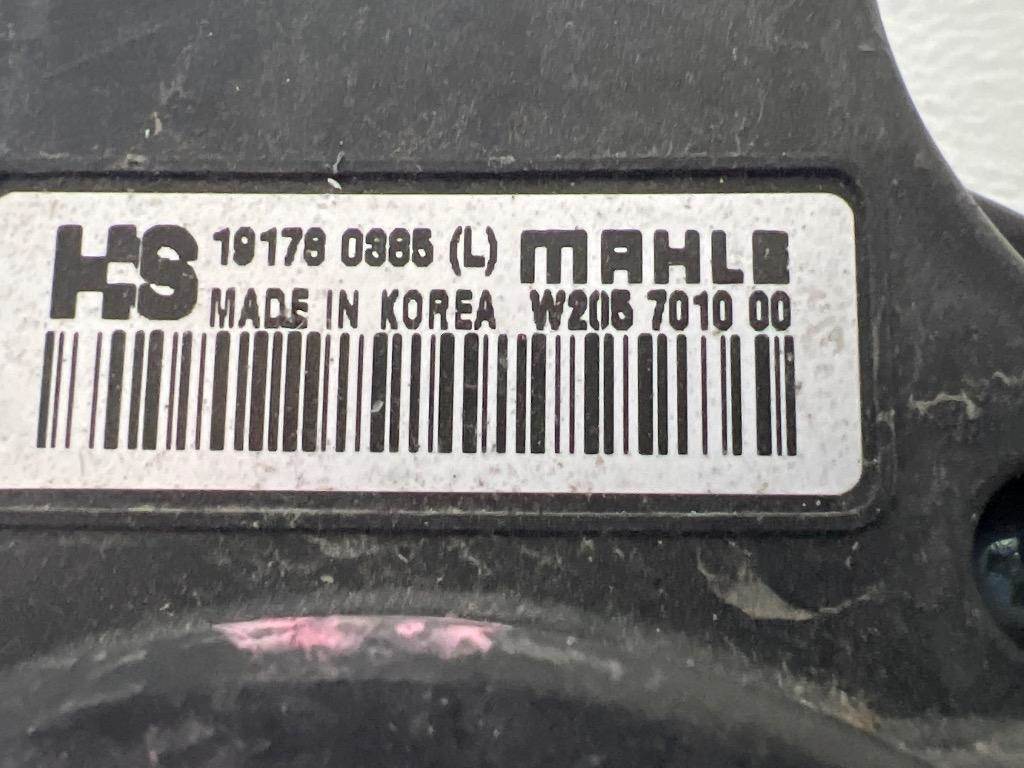 HS 19178 0385 (L) MAHLE
MADE IN KOREA W205 7010 00